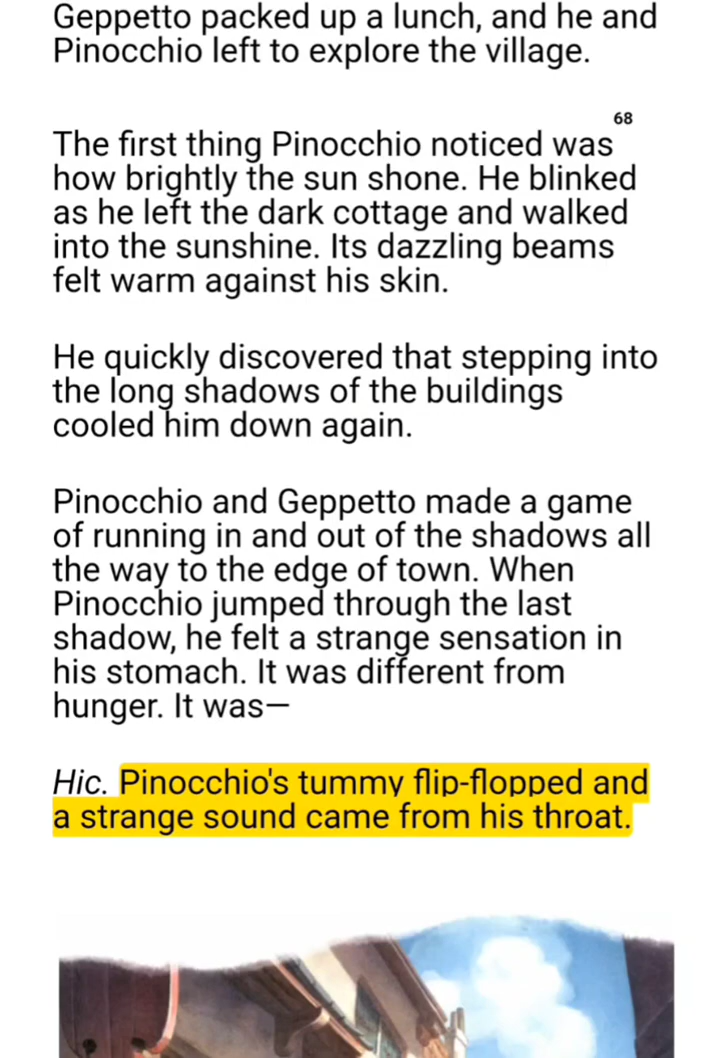 Geppetto packed up a lunch, and he and
Pinocchio left to explore the village.
68
The first thing Pinocchio noticed was
how brightly the sun shone. He blinked
as he left the dark cottage and walked
into the sunshine. Its dazzling beams
felt warm against his skin.
He quickly discovered that stepping into
the long shadows of the buildings
cooled him down again.
Pinocchio and Geppetto made a game
of running in and out of the shadows all
the way to the edge of town. When
Pinocchio jumped through the last
shadow, he felt a strange sensation in
his stomach. It was different from
hunger. It was—
Hic. Pinocchio's tummy flip-flopped and
a strange sound came from his throat.